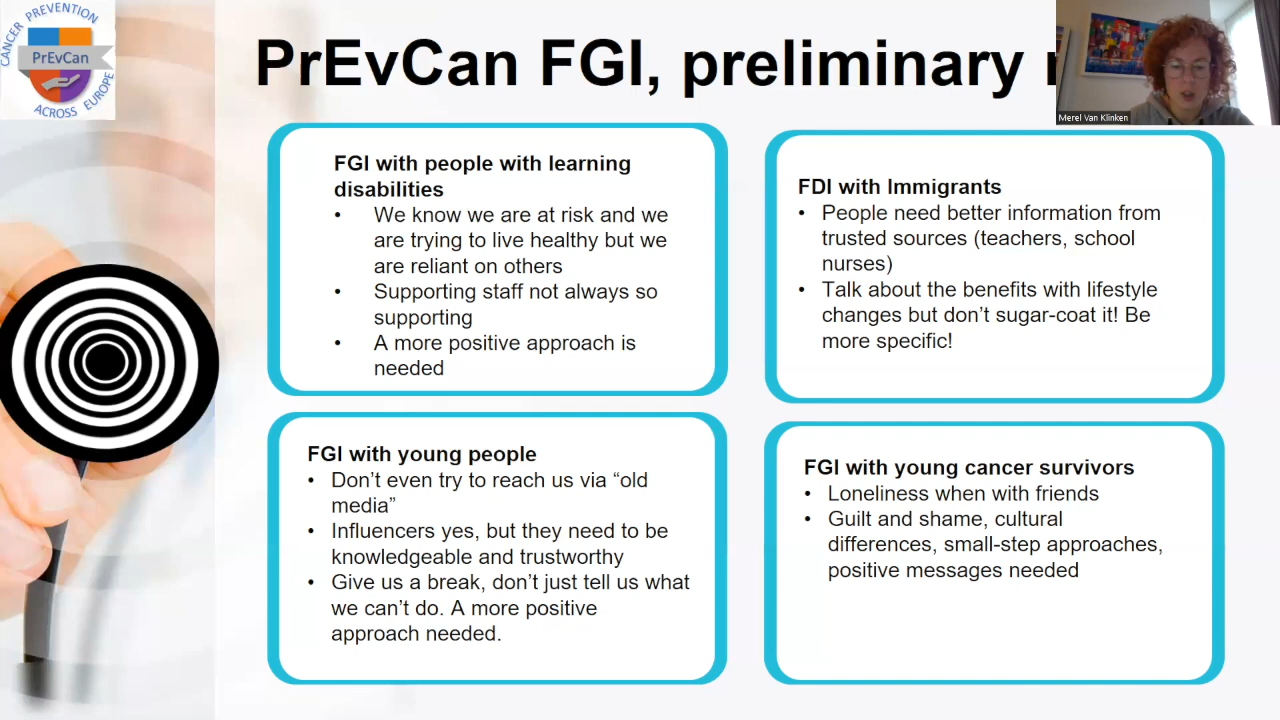 CANCER PREVENTION
PrEvCan
ACROSS EUROPE
PrEvCan FGI, preliminary
Merel Van Klinken
FGI with people with learning
disabilities
• We know we are at risk and we
are trying to live healthy but we
are reliant on others
• Supporting staff not always so
supporting
• A more positive approach is
needed
FDI with Immigrants
• People need better information from
trusted sources (teachers, school
nurses)
• Talk about the benefits with lifestyle
changes but don’t sugar-coat it! Be
more specific!
FGI with young people
• Don’t even try to reach us via “old
media”
• Influencers yes, but they need to be
knowledgeable and trustworthy
• Give us a break, don’t just tell us what
we can’t do. A more positive
approach needed.
FGI with young cancer survivors
• Loneliness when with friends
• Guilt and shame, cultural
differences, small-step approaches,
positive messages needed